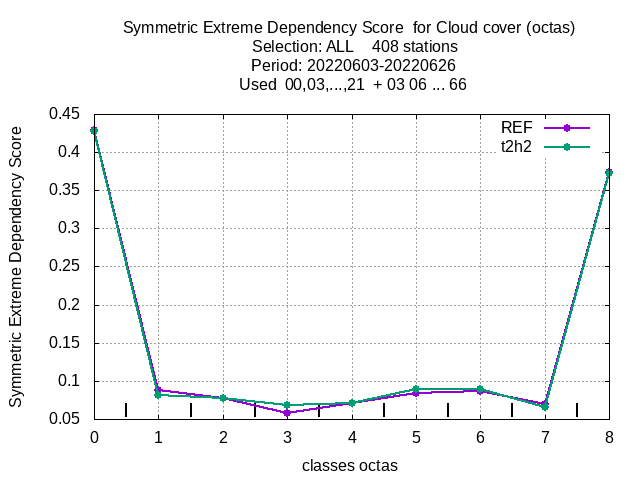 Symmetric Extreme Dependency Score  for Cloud cover (octas)
Selection: ALL    408 stations
Period: 20220603-20220626
Used  00,03,...,21  + 03 06 ... 66
Symmetric Extreme Dependency Score
0.45
0.4
0.35
0.3
0.25
0.2
0.15
0.1
0.05
REF
t2h2
0 1 2 3 4 5 6 7 8
classes octas